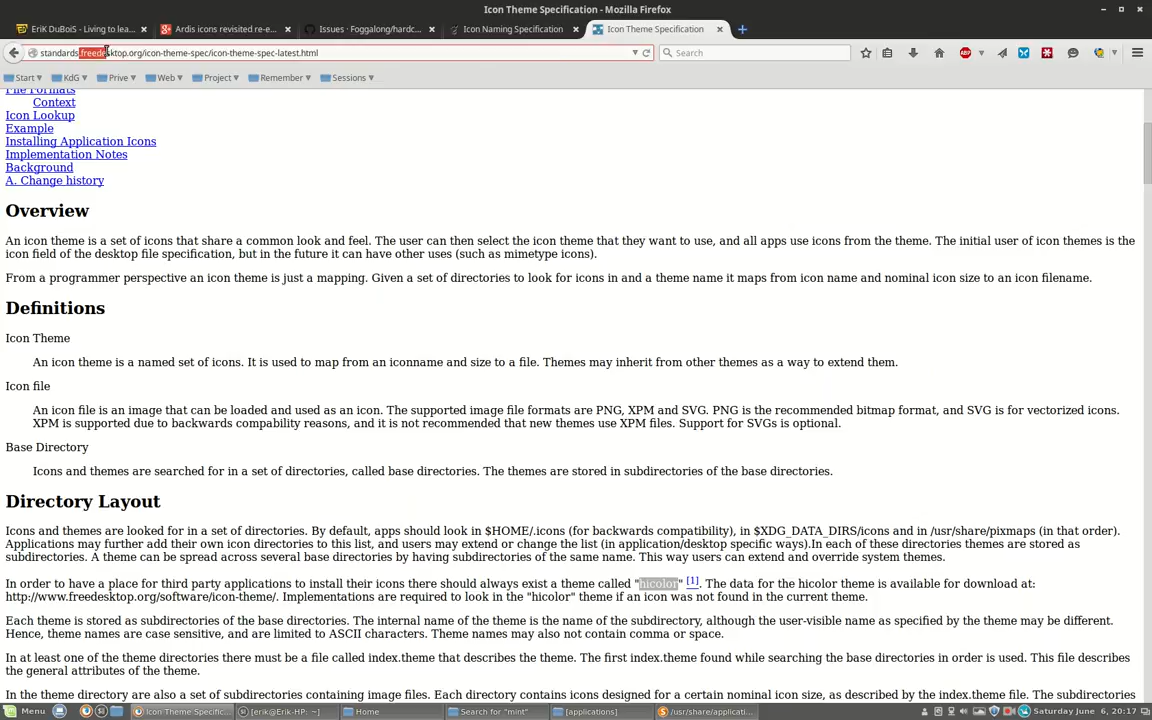 Icon Theme Specification - Mozilla Firefox
EriK DuBoiS - Living to lea...
Ardis icons revisited re-e...
Issues · Foggalong/hardc...
Icon Naming Specification
Icon Theme Specification
standards.freedesktop.org/icon-theme-spec/icon-theme-spec-latest.html
Search
Start
KdG
Prive
Web
Project
Remember
Sessions
File Formats
Context
Icon Lookup
Example
Installing Application Icons
Implementation Notes
Background
A. Change history
Overview
An icon theme is a set of icons that share a common look and feel. The user can then select the icon theme that they want to use, and all apps use icons from the theme. The initial user of icon themes is the
icon field of the desktop file specification, but in the future it can have other uses (such as mimetype icons).
From a programmer perspective an icon theme is just a mapping. Given a set of directories to look for icons in and a theme name it maps from icon name and nominal icon size to an icon filename.
Definitions
Icon Theme
An icon theme is a named set of icons. It is used to map from an iconname and size to a file. Themes may inherit from other themes as a way to extend them.
Icon file
An icon file is an image that can be loaded and used as an icon. The supported image file formats are PNG, XPM and SVG. PNG is the recommended bitmap format, and SVG is for vectorized icons.
XPM is supported due to backwards compability reasons, and it is not recommended that new themes use XPM files. Support for SVGs is optional.
Base Directory
Icons and themes are searched for in a set of directories, called base directories. The themes are stored in subdirectories of the base directories.
Directory Layout
Icons and themes are looked for in a set of directories. By default, apps should look in $HOME/.icons (for backwards compatibility), in $XDG_DATA_DIRS/icons and in /usr/share/pixmaps (in that order).
Applications may further add their own icon directories to this list, and users may extend or change the list (in application/desktop specific ways).In each of these directories themes are stored as
subdirectories. A theme can be spread across several base directories by having subdirectories of the same name. This way users can extend and override system themes.
In order to have a place for third party applications to install their icons there should always exist a theme called "hicolor" [1]. The data for the hicolor theme is available for download at:
http://www.freedesktop.org/software/icon-theme/. Implementations are required to look in the "hicolor" theme if an icon was not found in the current theme.
Each theme is stored as subdirectories of the base directories. The internal name of the theme is the name of the subdirectory, although the user-visible name as specified by the theme may be different.
Hence, theme names are case sensitive, and are limited to ASCII characters. Theme names may also not contain comma or space.
In at least one of the theme directories there must be a file called index.theme that describes the theme. The first index.theme found while searching the base directories in order is used. This file describes
the general attributes of the theme.
In the theme directory are also a set of subdirectories containing image files. Each directory contains icons designed for a certain nominal icon size, as described by the index.theme file. The subdirectories
Menu
Icon Theme Specific...
[erik@Erik-HP: ~]
Home
Search for "mint"
[applications]
/usr/share/applicati...
Saturday June 6, 20:17